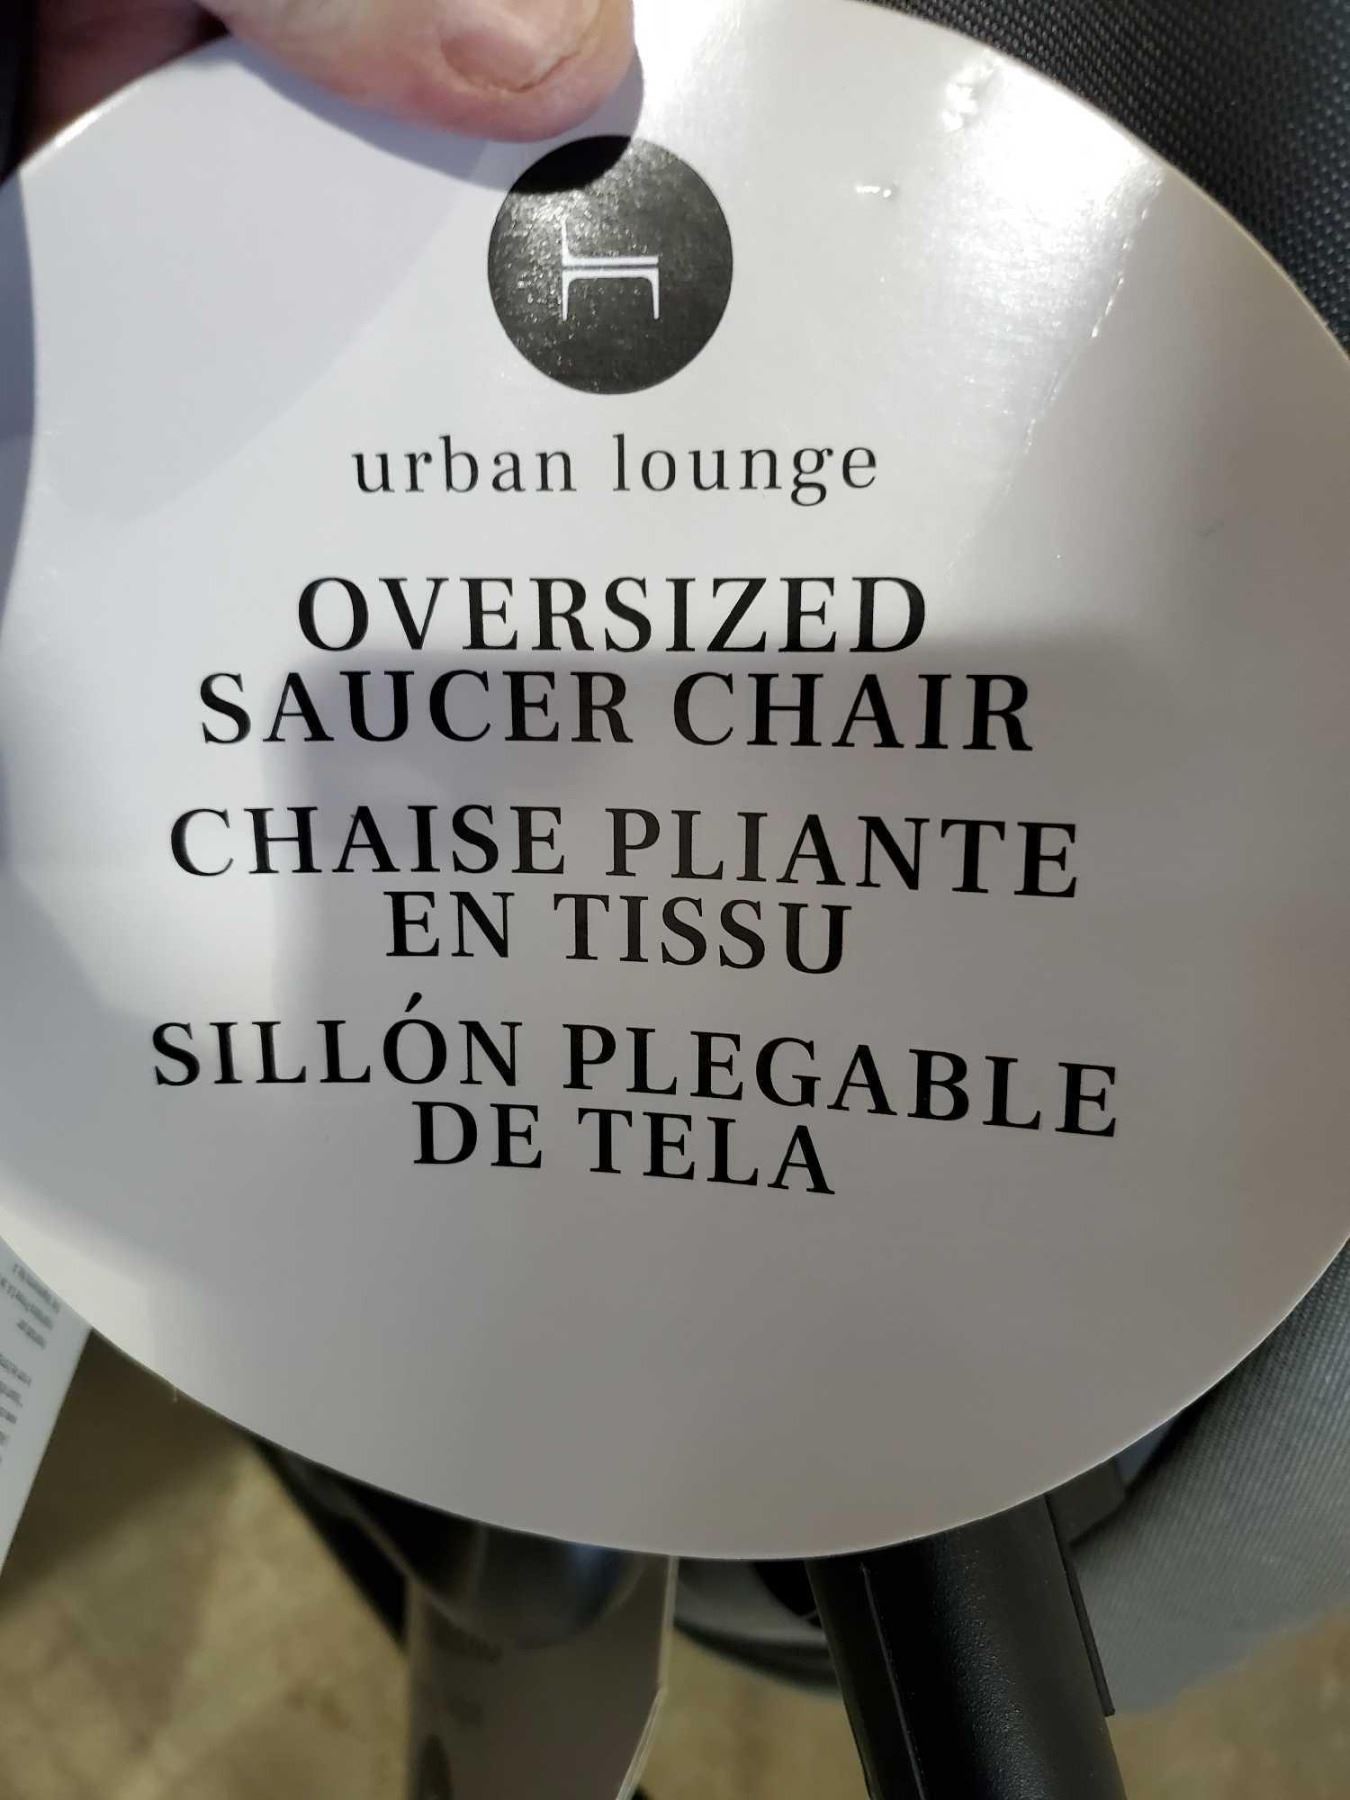 urban lounge
OVERSIZED
SAUCER CHAIR
CHAISE PLIANTE
EN TISSU
SILLÓN PLEGABLE
DE TELA